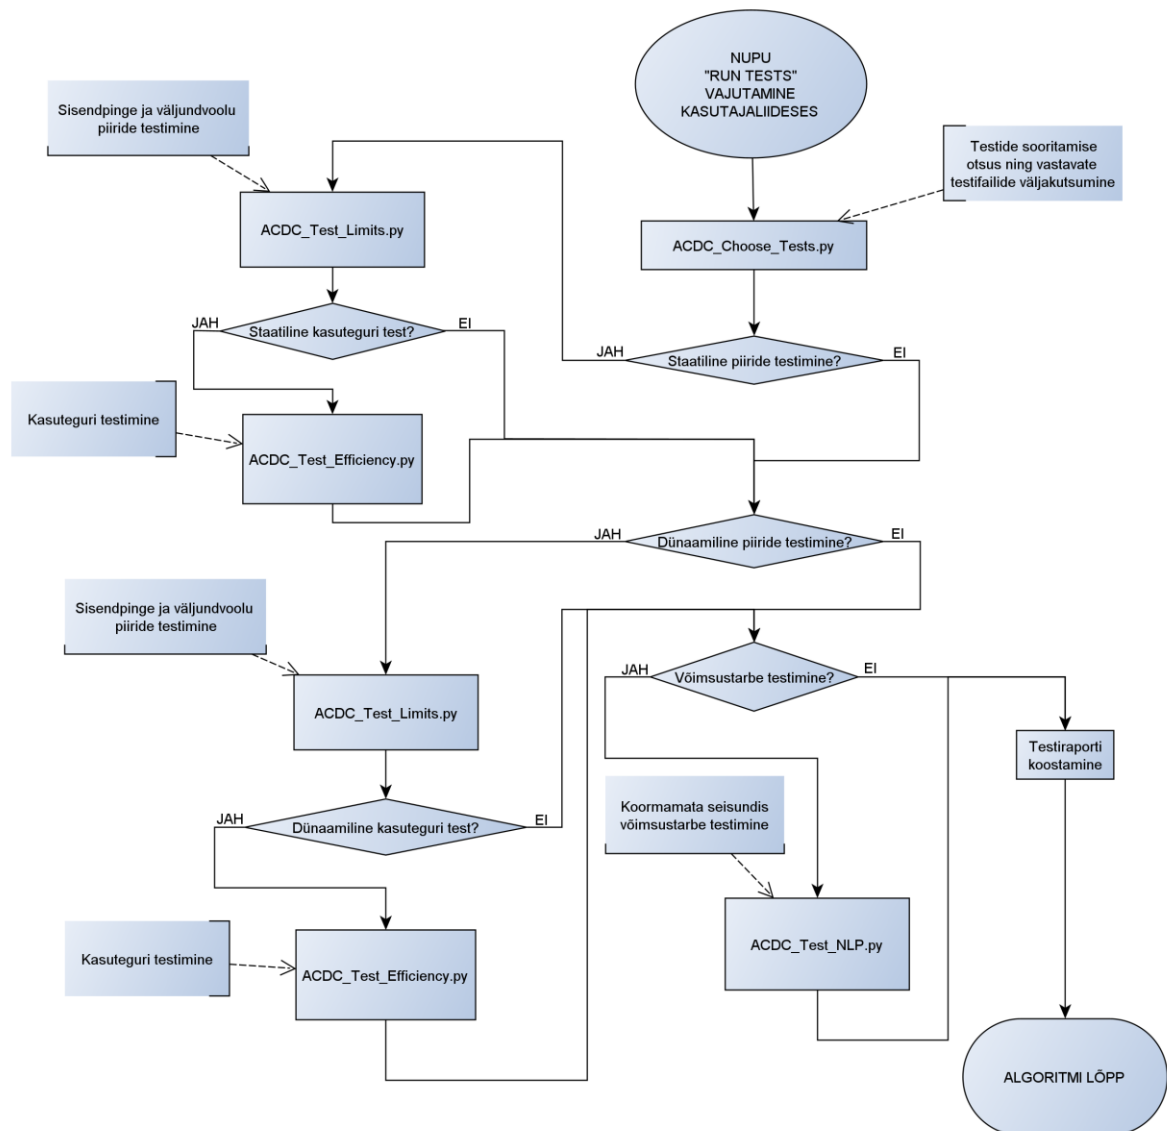 NUPU
"RUN TESTS"
VAJUTAMINE
KASUTAJALIIDESES
Sisendpinge ja väljundvoolu
piiride testimine
Testide sooritamise
otsus ning vastavate
testifailide väljakutsumine
ACDC_Test_Limits.py
ACDC_Choose_Tests.py
JAH
Staatiline kasuteguri test?
EI
JAH
Staatiline piiride testimine?
EI
Kasuteguri testimine
ACDC_Test_Efficiency.py
JAH
Dünaamiline piiride testimine?
EI
Sisendpinge ja väljundvoolu
piiride testimine
JAH
Võimsustarbe testimine?
EI
ACDC_Test_Limits.py
Testiraporti
koostamine
Koormamata seisundis
võimsustarbe testimine
JAH
Dünaamiline kasuteguri test?
EI
ACDC_Test_NLP.py
Kasuteguri testimine
ACDC_Test_Efficiency.py
ALGORITMI LÕPP